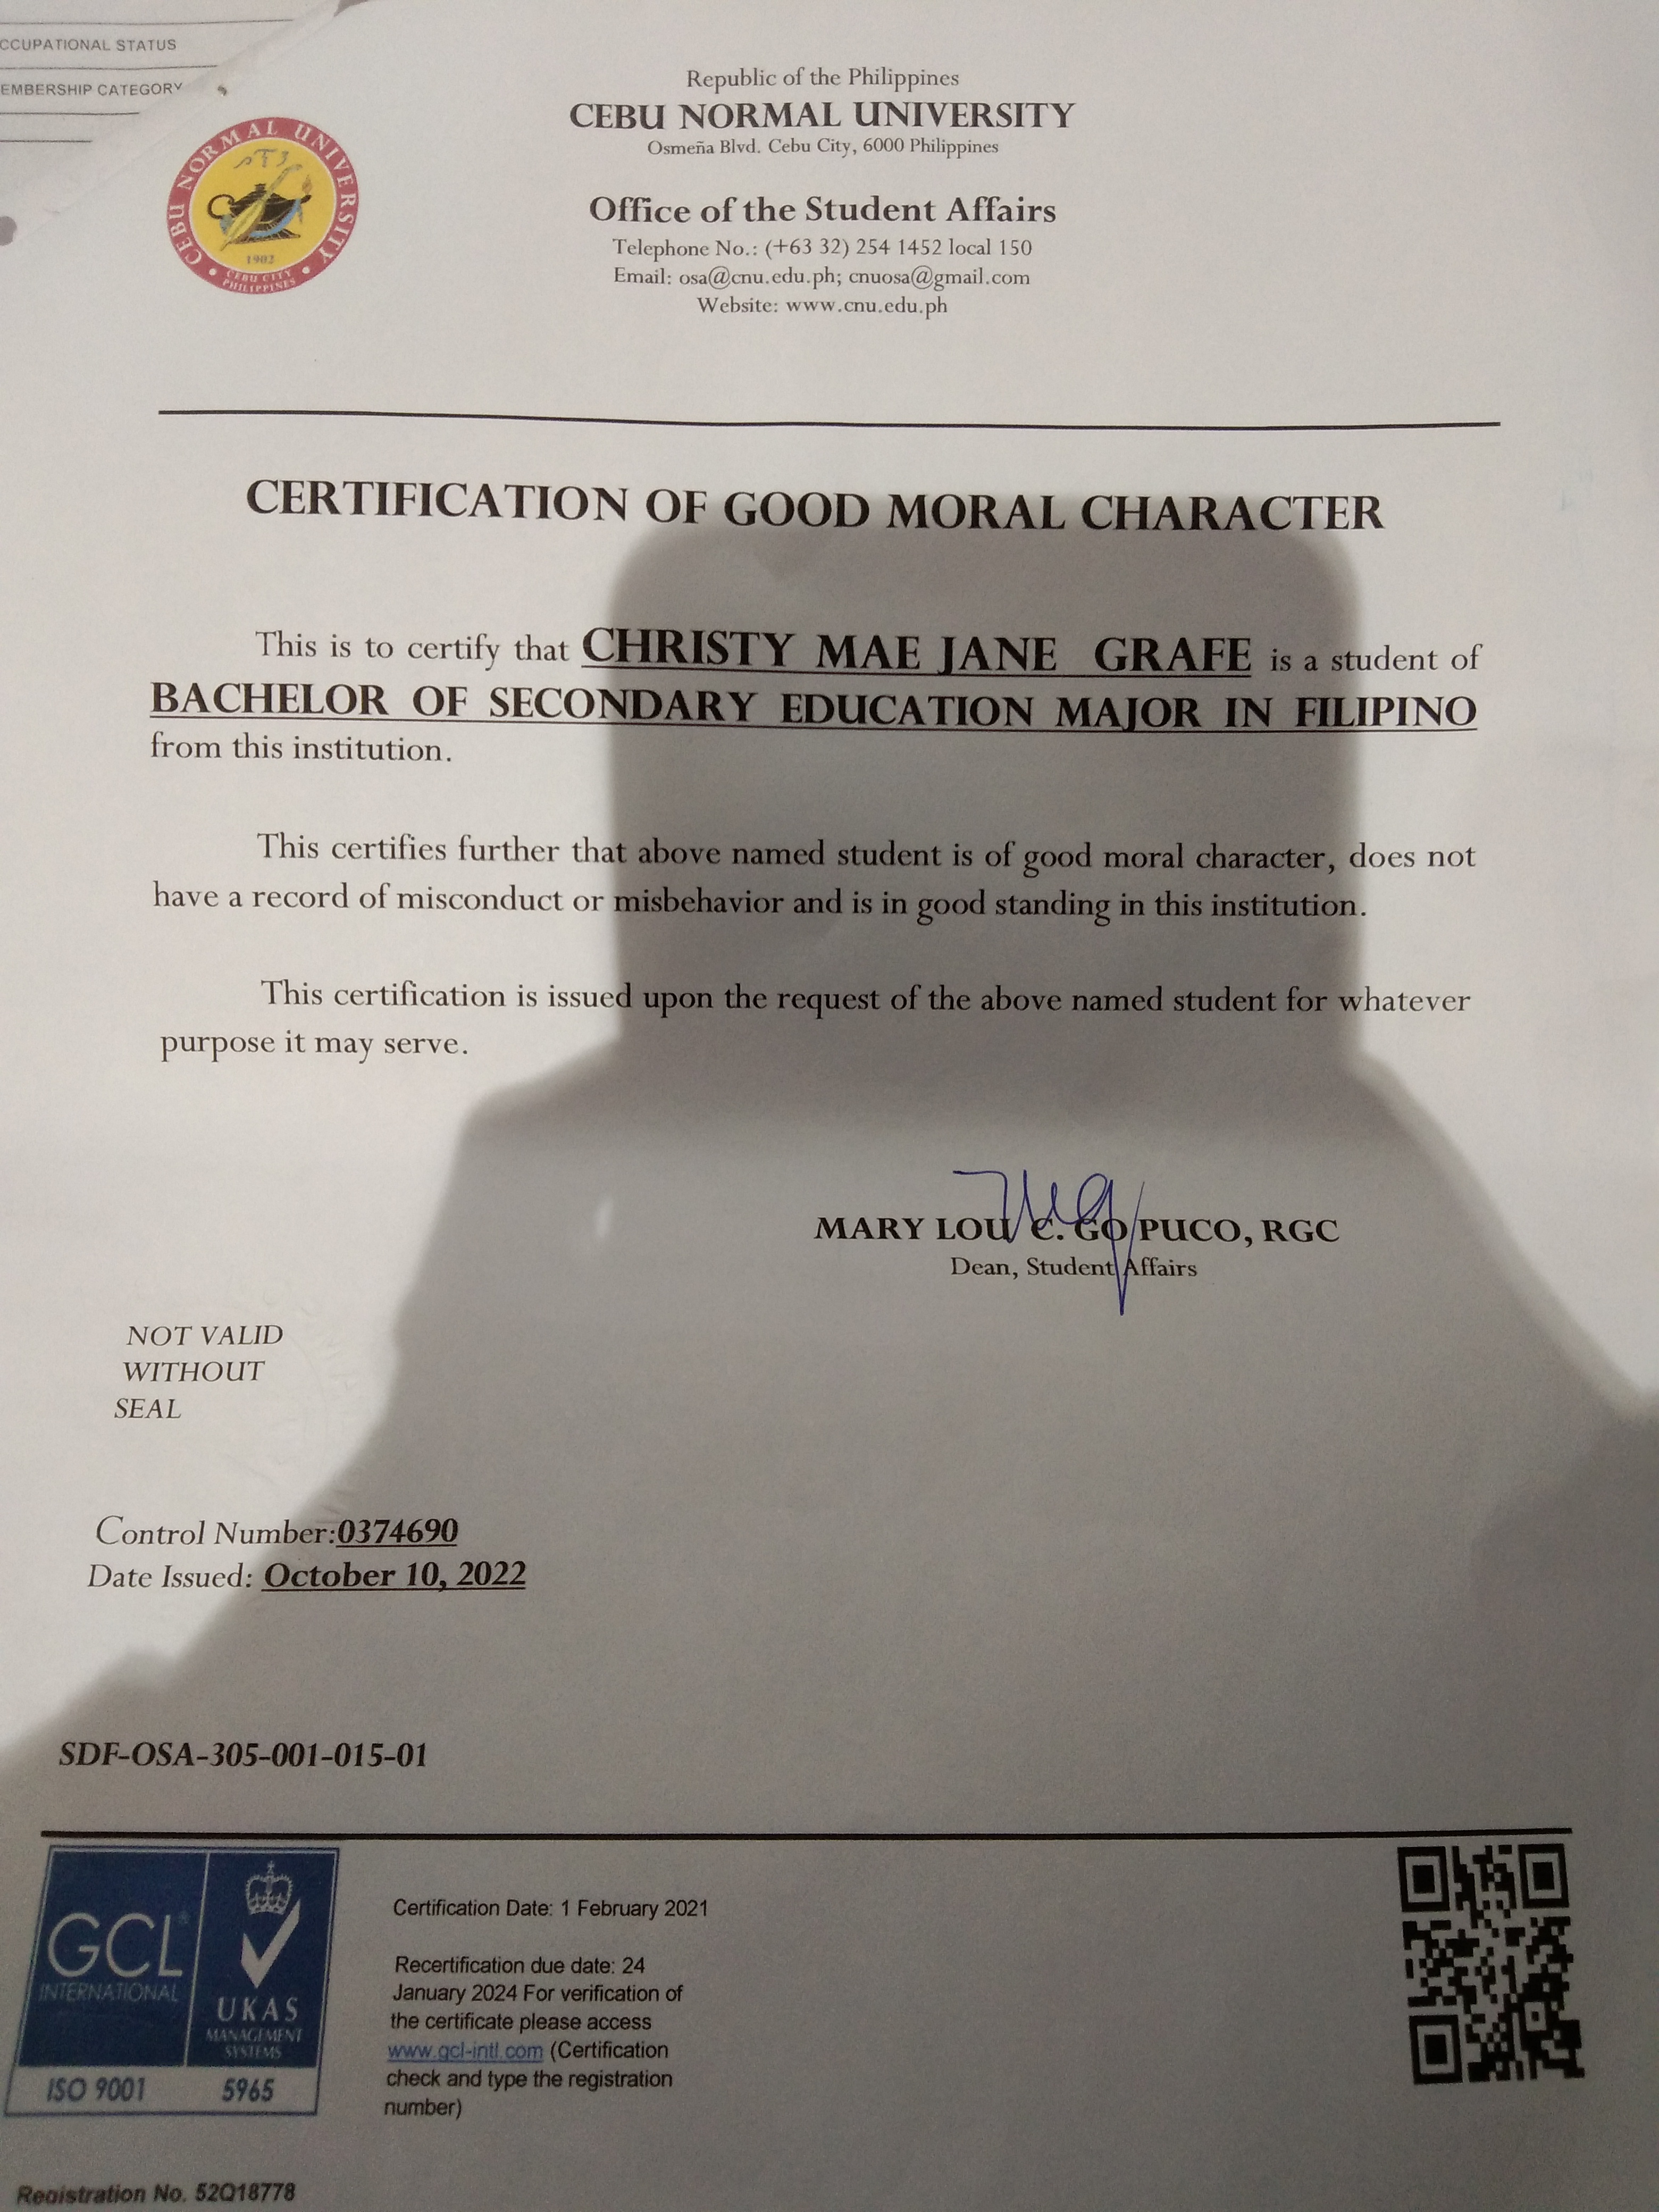 CCUPATIONAL STATUS
EMBERSHIP CATEGORY
CEBU NORMAL UNIVERSITY
1902
CEBU CITY
PHILIPPINES
Republic of the Philippines
CEBU NORMAL UNIVERSITY
Osmeña Blvd. Cebu City, 6000 Philippines
Office of the Student Affairs
Telephone No.: (+63 32) 254 1452 local 150
Email: osa@cnu.edu.ph; cnuosa@gmail.com
Website: www.cnu.edu.ph
CERTIFICATION OF GOOD MORAL CHARACTER
This is to certify that CHRISTY MAE JANE GRAFE is a student of
BACHELOR OF SECONDARY EDUCATION MAJOR IN FILIPINO
from this institution.
This certifies further that above named student is of good moral character, does not
have a record of misconduct or misbehavior and is in good standing in this institution.
This certification is issued upon the request of the above named student for whatever
purpose it may serve.
MARY LOU C. GO PUCO, RGC
Dean, Student Affairs
NOT VALID
WITHOUT
SEAL
Control Number:0374690
Date Issued: October 10, 2022
SDF-OSA-305-001-015-01
GCL
INTERNATIONAL
UKAS
MANAGEMENT
SYSTEMS
ISO 9001 5965
Certification Date: 1 February 2021
Recertification due date: 24
January 2024 For verification of
the certificate please access
www.gcl-intl.com (Certification
check and type the registration
number)
Registration No. 52Q18778